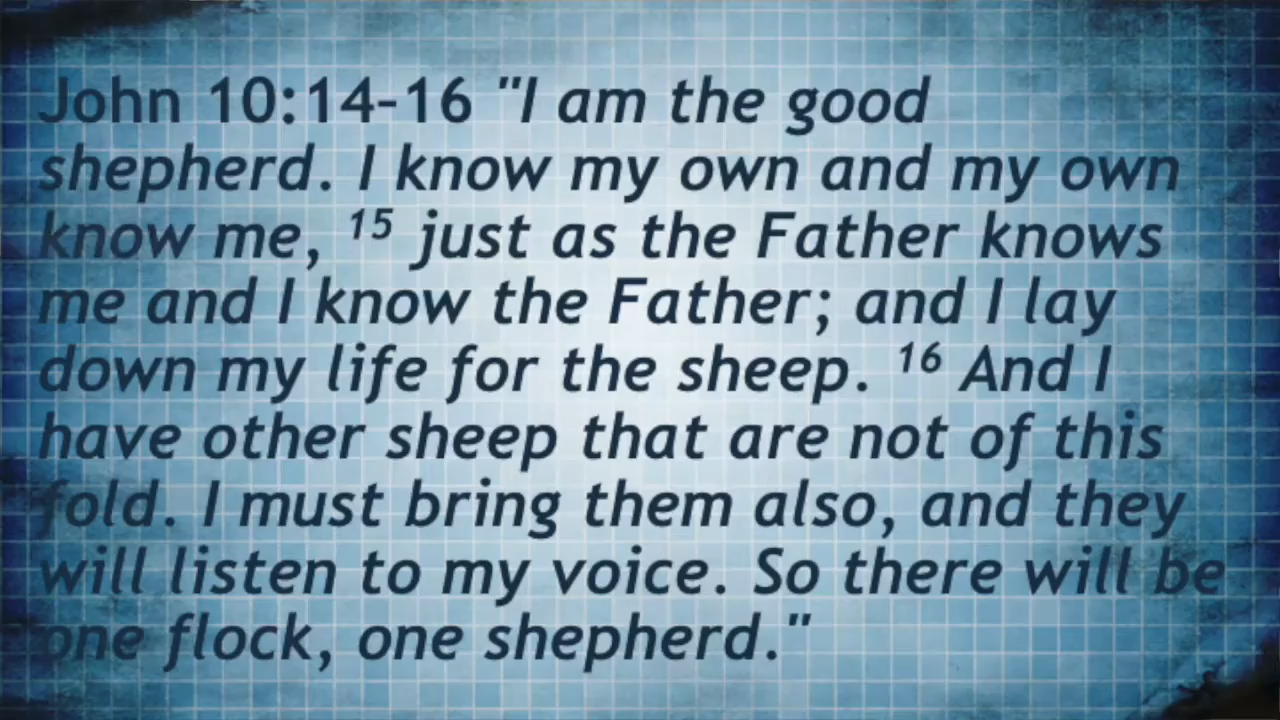 John 10:14-16 "I am the good
shepherd. I know my own and my own
know me, 15 just as the Father knows
me and I know the Father; and I lay
down my life for the sheep. 16 And I
have other sheep that are not of this
fold. I must bring them also, and they
will listen to my voice. So there will be
one flock, one shepherd."